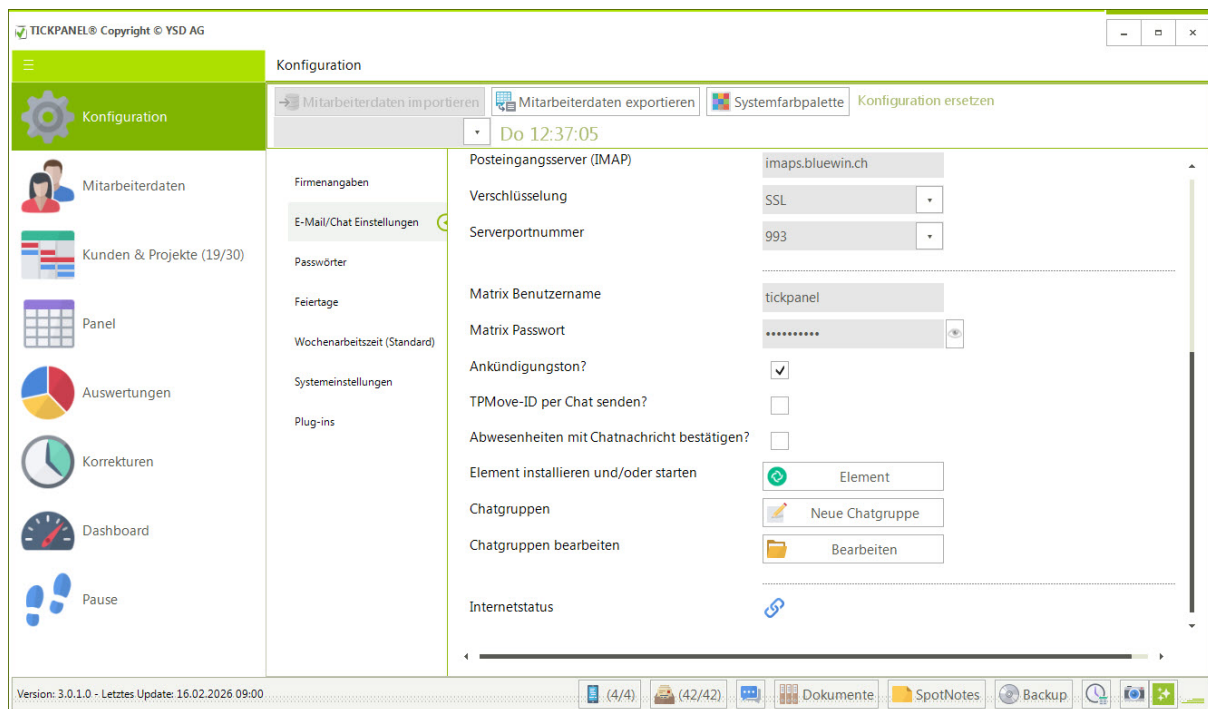 TICKPANEL® Copyright © YSD AG
Konfiguration
Konfiguration
Mitarbeiterdaten importieren
Mitarbeiterdaten exportieren
Systemfarbpalette
Konfiguration ersetzen
Do 12:37:05
Mitarbeiterdaten
Kunden & Projekte (19/30)
Panel
Auswertungen
Korrekturen
Dashboard
Pause
Firmenangaben
E-Mail/Chat Einstellungen
Passwörter
Feiertage
Wochenarbeitszeit (Standard)
Systemeinstellungen
Plug-ins
Posteingangsserver (IMAP) imaps.bluewin.ch
Verschlüsselung SSL
Serverportnummer 993
Matrix Benutzername tickpanel
Matrix Passwort ••••••••••
Ankündigungston?
TPMove-ID per Chat senden?
Abwesenheiten mit Chatnachricht bestätigen?
Element installieren und/oder starten Element
Chatgruppen Neue Chatgruppe
Chatgruppen bearbeiten Bearbeiten
Internetstatus
Version: 3.0.1.0 - Letztes Update: 16.02.2026 09:00
(4/4)
(42/42)
Dokumente
SpotNotes
Backup